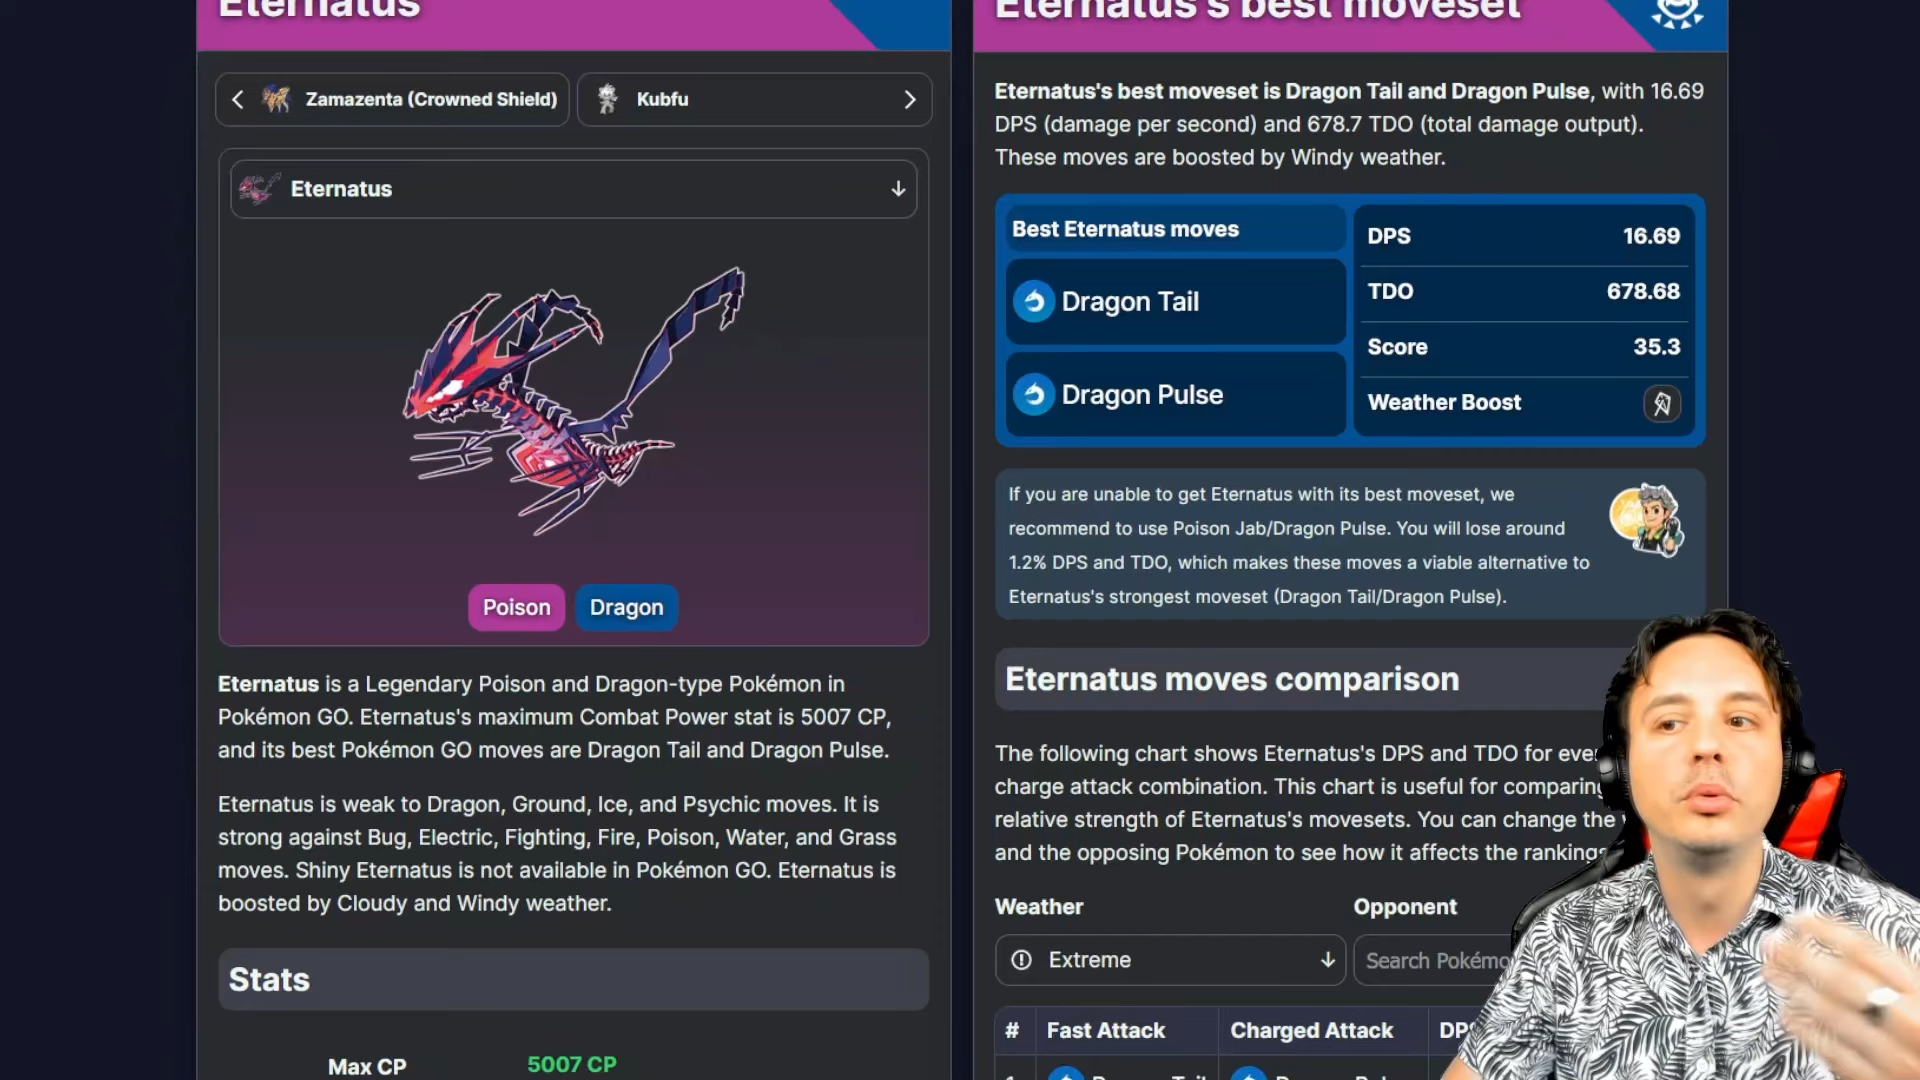 Eternatus
Zamazenta (Crowned Shield)
Kubfu
Eternatus
Poison
Dragon
Eternatus is a Legendary Poison and Dragon-type Pokémon in
Pokémon GO. Eternatus's maximum Combat Power stat is 5007 CP,
and its best Pokémon GO moves are Dragon Tail and Dragon Pulse.
Eternatus is weak to Dragon, Ground, Ice, and Psychic moves. It is
strong against Bug, Electric, Fighting, Fire, Poison, Water, and Grass
moves. Shiny Eternatus is not available in Pokémon GO. Eternatus is
boosted by Cloudy and Windy weather.
Stats
Max CP
5007 CP
Eternatus's best moveset
Eternatus's best moveset is Dragon Tail and Dragon Pulse, with 16.69
DPS (damage per second) and 678.7 TDO (total damage output).
These moves are boosted by Windy weather.
Best Eternatus moves
Dragon Tail
Dragon Pulse
DPS 16.69
TDO 678.68
Score 35.3
Weather Boost
If you are unable to get Eternatus with its best moveset, we
recommend to use Poison Jab/Dragon Pulse. You will lose around
1.2% DPS and TDO, which makes these moves a viable alternative to
Eternatus's strongest moveset (Dragon Tail/Dragon Pulse).
Eternatus moves comparison
The following chart shows Eternatus's DPS and TDO for
charge attack combination. This chart is useful for comparing
relative strength of Eternatus's movesets. You can change the
and the opposing Pokémon to see how it affects the rankings
Weather
Opponent
Extreme
Search
# Fast Attack Charged Attack